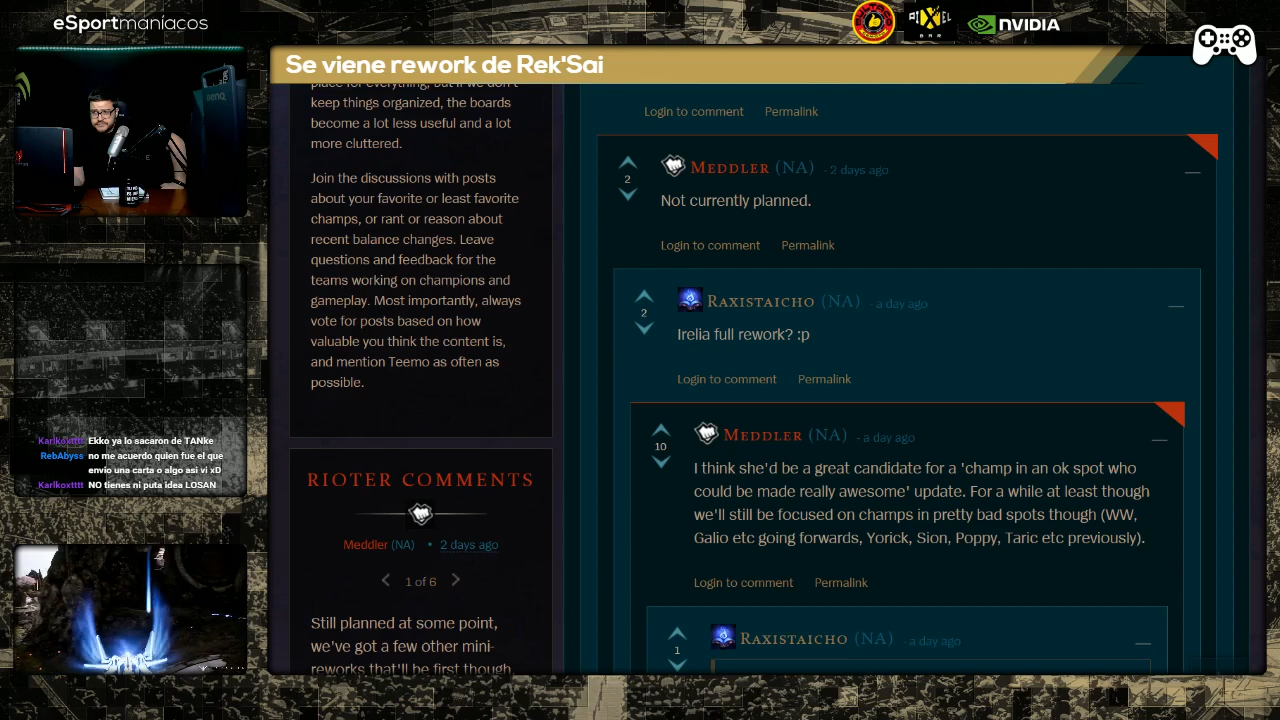 eSportmaníacos
NVIDIA
Se viene rework de Rek'Sai
keep things organized, the boards
become a lot less useful and a lot
more cluttered.
Join the discussions with posts
about your favorite or least favorite
champs, or rant or reason about
recent balance changes. Leave
questions and feedback for the
teams working on champions and
gameplay. Most importantly, always
vote for posts based on how
valuable you think the content is,
and mention Teemo as often as
possible.
RIOTER COMMENTS
Meddler (NA) • 2 days ago
1 of 6
Still planned at some point,
we've got a few other mini-
reworks that'll be first though
Login to comment Permalink
MEDDLER (NA) - 2 days ago
2
Not currently planned.
Login to comment Permalink
RAXISTAICHO (NA) - a day ago
2
Irelia full rework? :p
Login to comment Permalink
MEDDLER (NA) - a day ago
10
I think she'd be a great candidate for a 'champ in an ok spot who
could be made really awesome' update. For a while at least though
we'll still be focused on champs in pretty bad spots though (WW,
Galio etc going forwards, Yorick, Sion, Poppy, Taric etc previously).
Login to comment Permalink
RAXISTAICHO (NA) - a day ago
1
Karlkoxtttt Ekko ya lo sacaron de TANke
RebAbyss no me acuerdo quien fue el que
envio una carta o algo asi vi xD
Karlkoxtttt NO tienes ni puta idea LOSAN